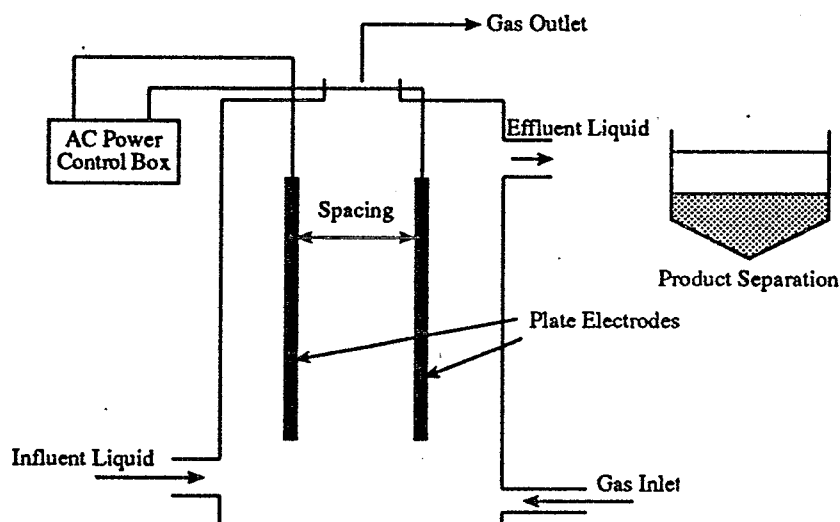 Gas Outlet
AC Power
Control Box
Effluent Liquid
Spacing
Product Separation
Plate Electrodes
Influent Liquid
Gas Inlet